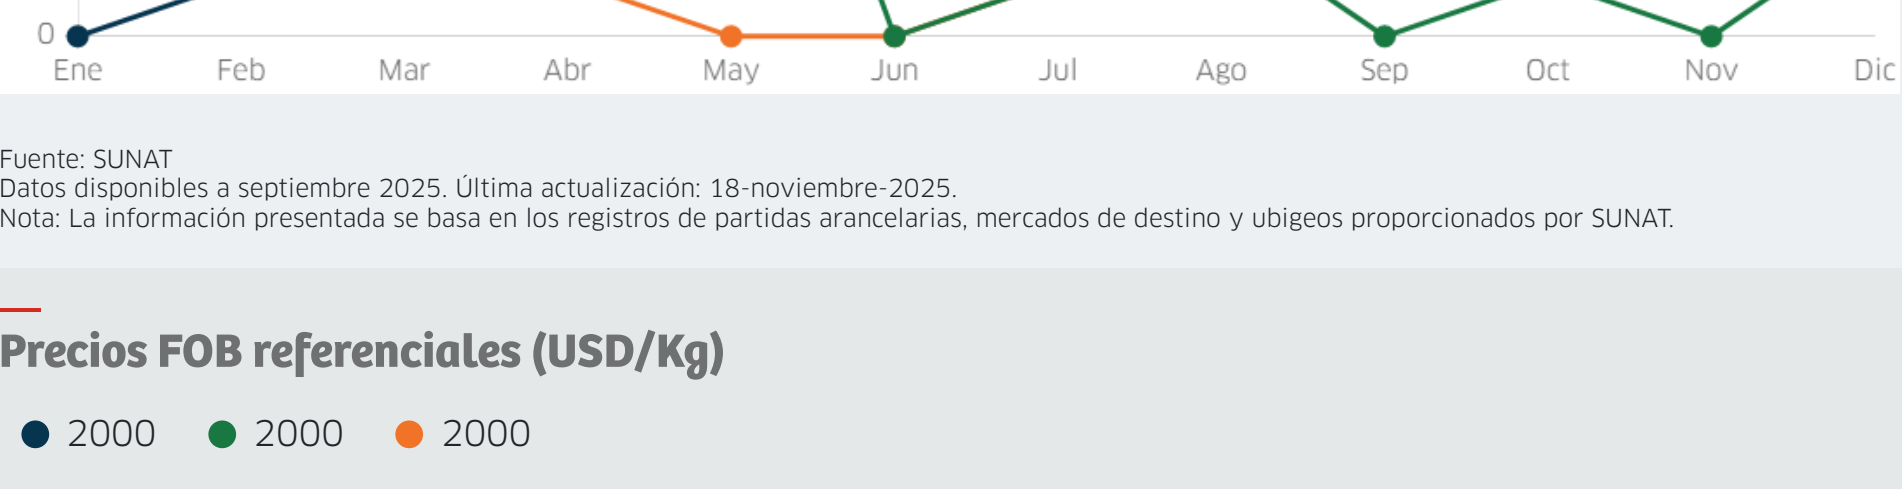 0
Ene Feb Mar Abr May Jun Jul Ago Sep Oct Nov Dic
Fuente: SUNAT
Datos disponibles a septiembre 2025. Última actualización: 18-noviembre-2025.
Nota: La información presentada se basa en los registros de partidas arancelarias, mercados de destino y ubigeos proporcionados por SUNAT.
Precios FOB referenciales (USD/Kg)
2000 2000 2000